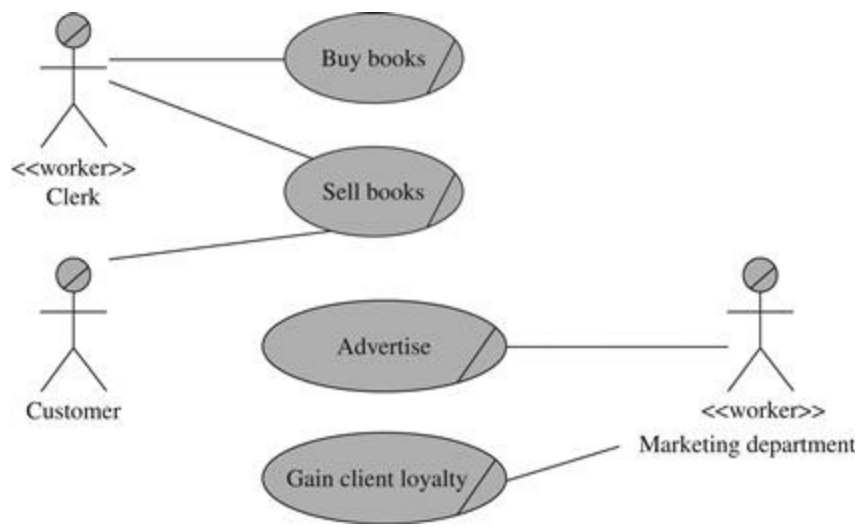 Buy books
<<worker>>
Clerk
Sell books
Customer
Advertise
<<worker>>
Marketing department
Gain client loyalty